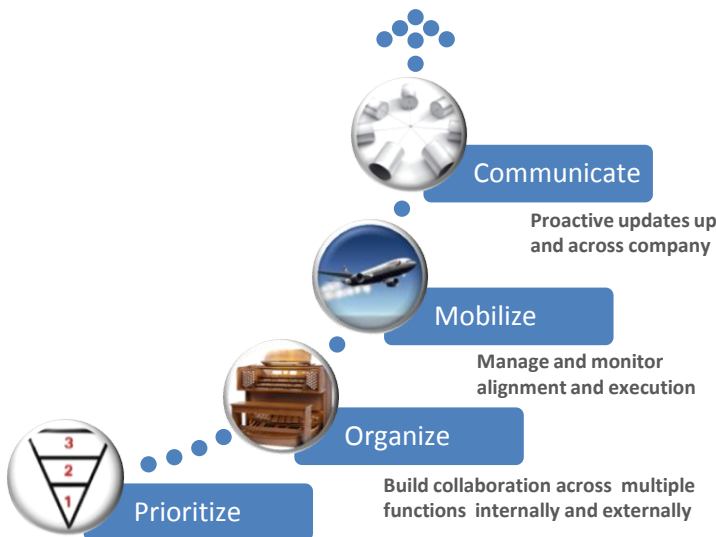 Communicate
Proactive updates up
and across company
Mobilize
Manage and monitor
alignment and execution
Organize
Build collaboration across multiple
functions internally and externally
3
2
1
Prioritize